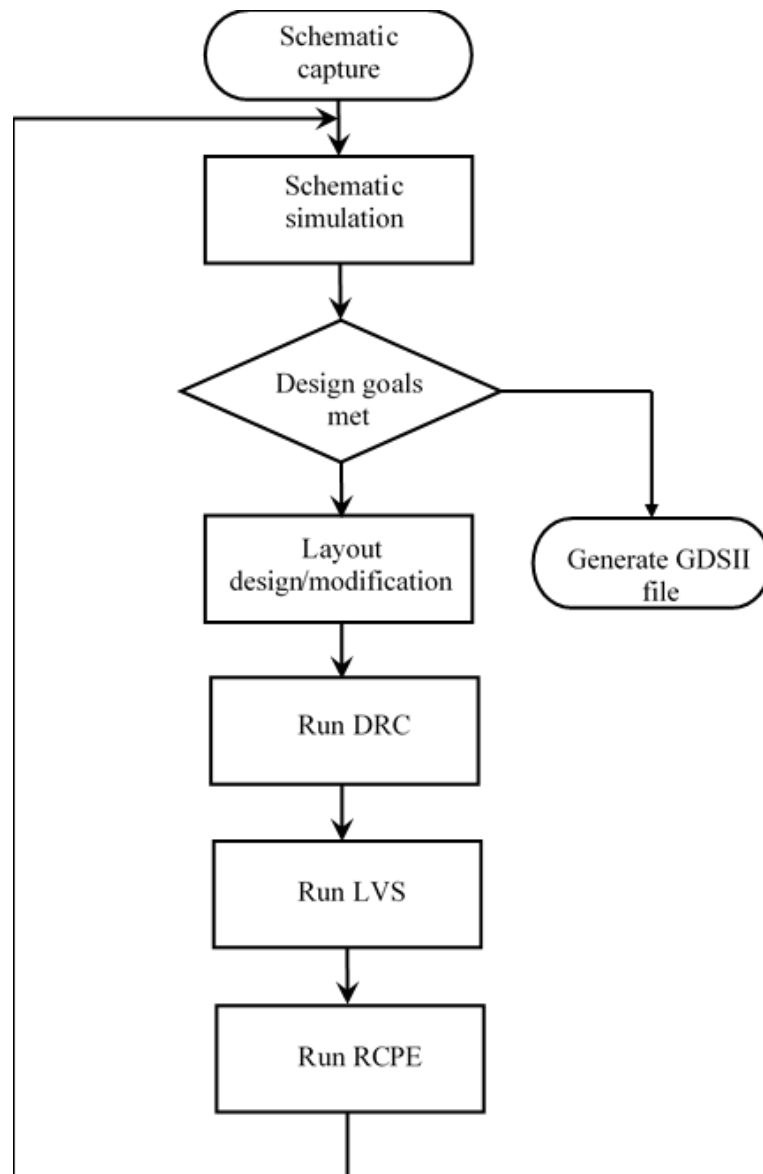 Schematic
capture
Schematic
simulation
Design goals
met
Layout
design/modification
Generate GDSII
file
Run DRC
Run LVS
Run RCPE